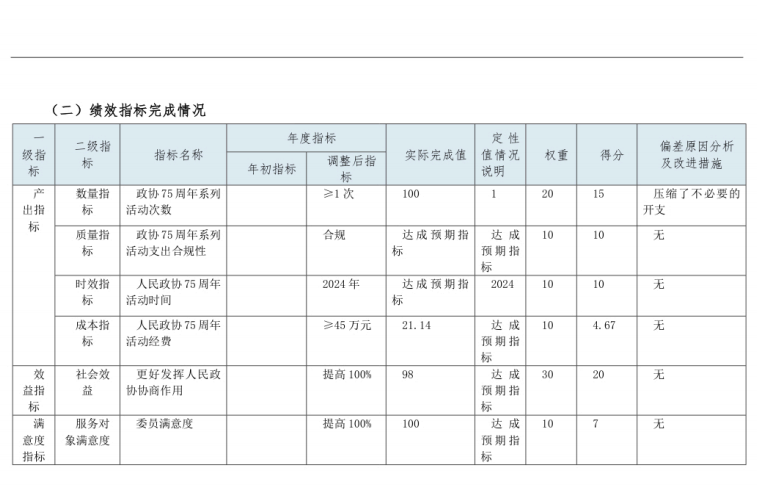 （二）绩效指标完成情况
一级指标 二级指标 指标名称 年度指标 年初指标 调整后指标 实际完成值 定性值情况说明 权重 得分 偏差原因分析及改进措施
产出指标 数量指标 政协75周年系列活动次数 ≥1次 100 1 20 15 压缩了不必要的开支
质量指标 政协75周年系列活动支出合规性 合规 达成预期指标 达成预期指标 10 10 无
时效指标 人民政协75周年活动时间 2024年 达成预期指标 2024 10 10 无
成本指标 人民政协75周年活动经费 ≥45万元 21.14 达成预期指标 10 4.67 无
效益指标 社会效益 更好发挥人民政协协商作用 提高100% 98 达成预期指标 30 20 无
满意度指标 服务对象满意度 委员满意度 提高100% 100 达成预期指标 10 7 无